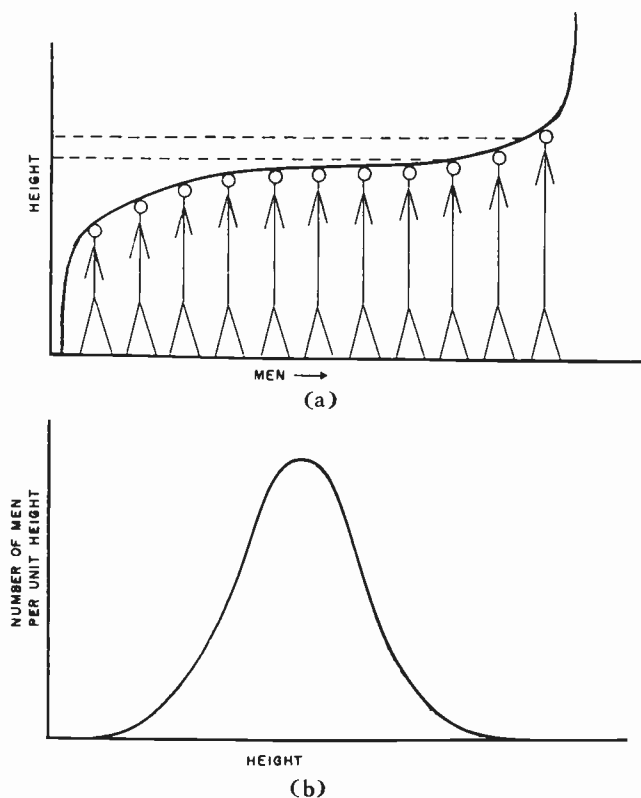 HEIGHT
MEN →
(a)
NUMBER OF MEN
PER UNIT HEIGHT
HEIGHT
(b)